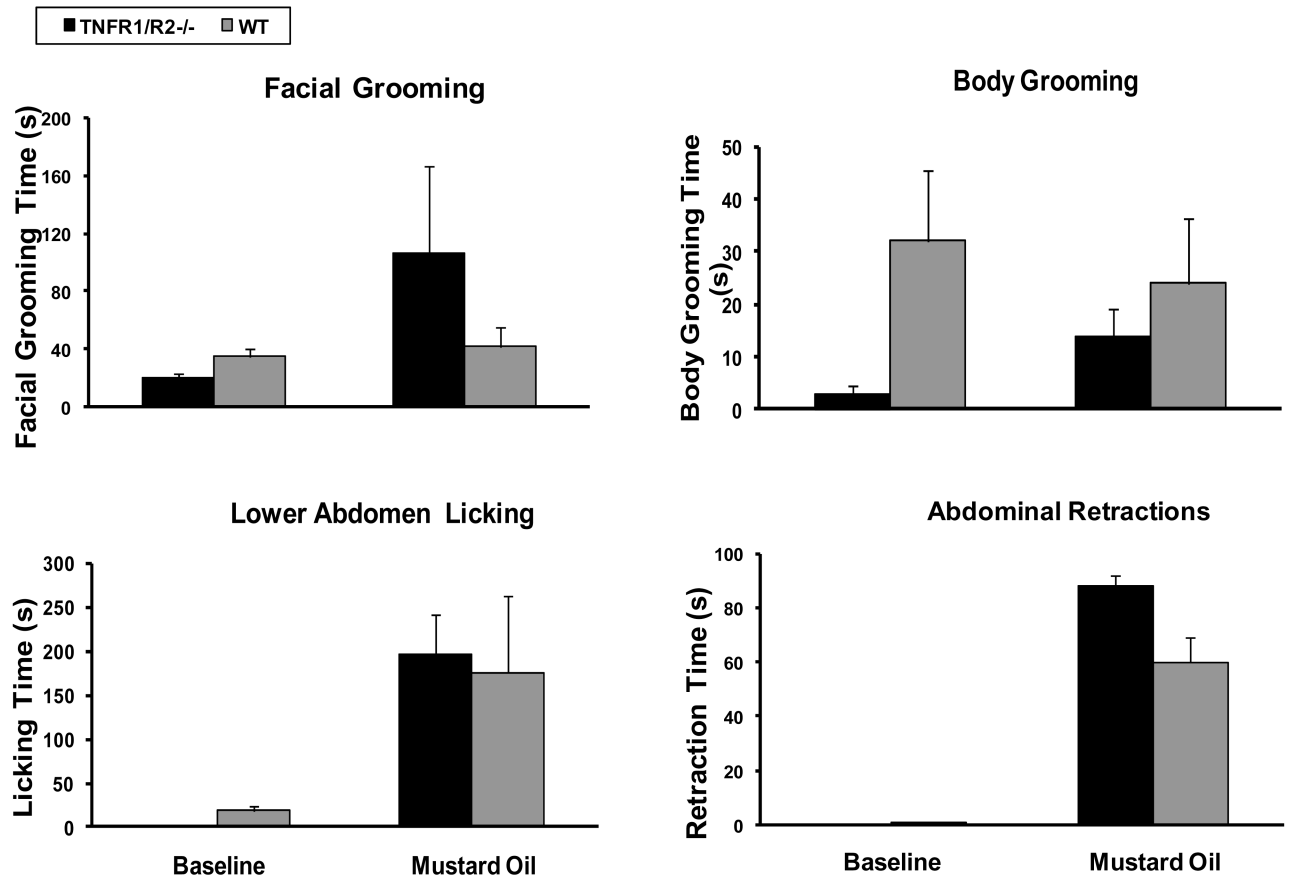 TNFR1/R2-/- WT
Facial Grooming
Facial Grooming Time (s)
200
160
120
80
40
0
Body Grooming
Body Grooming Time
(s)
50
40
30
20
10
0
Lower Abdomen Licking
Licking Time (s)
300
250
200
150
100
50
0
Baseline Mustard Oil
Abdominal Retractions
Retraction Time (s)
100
80
60
40
20
0
Baseline Mustard Oil